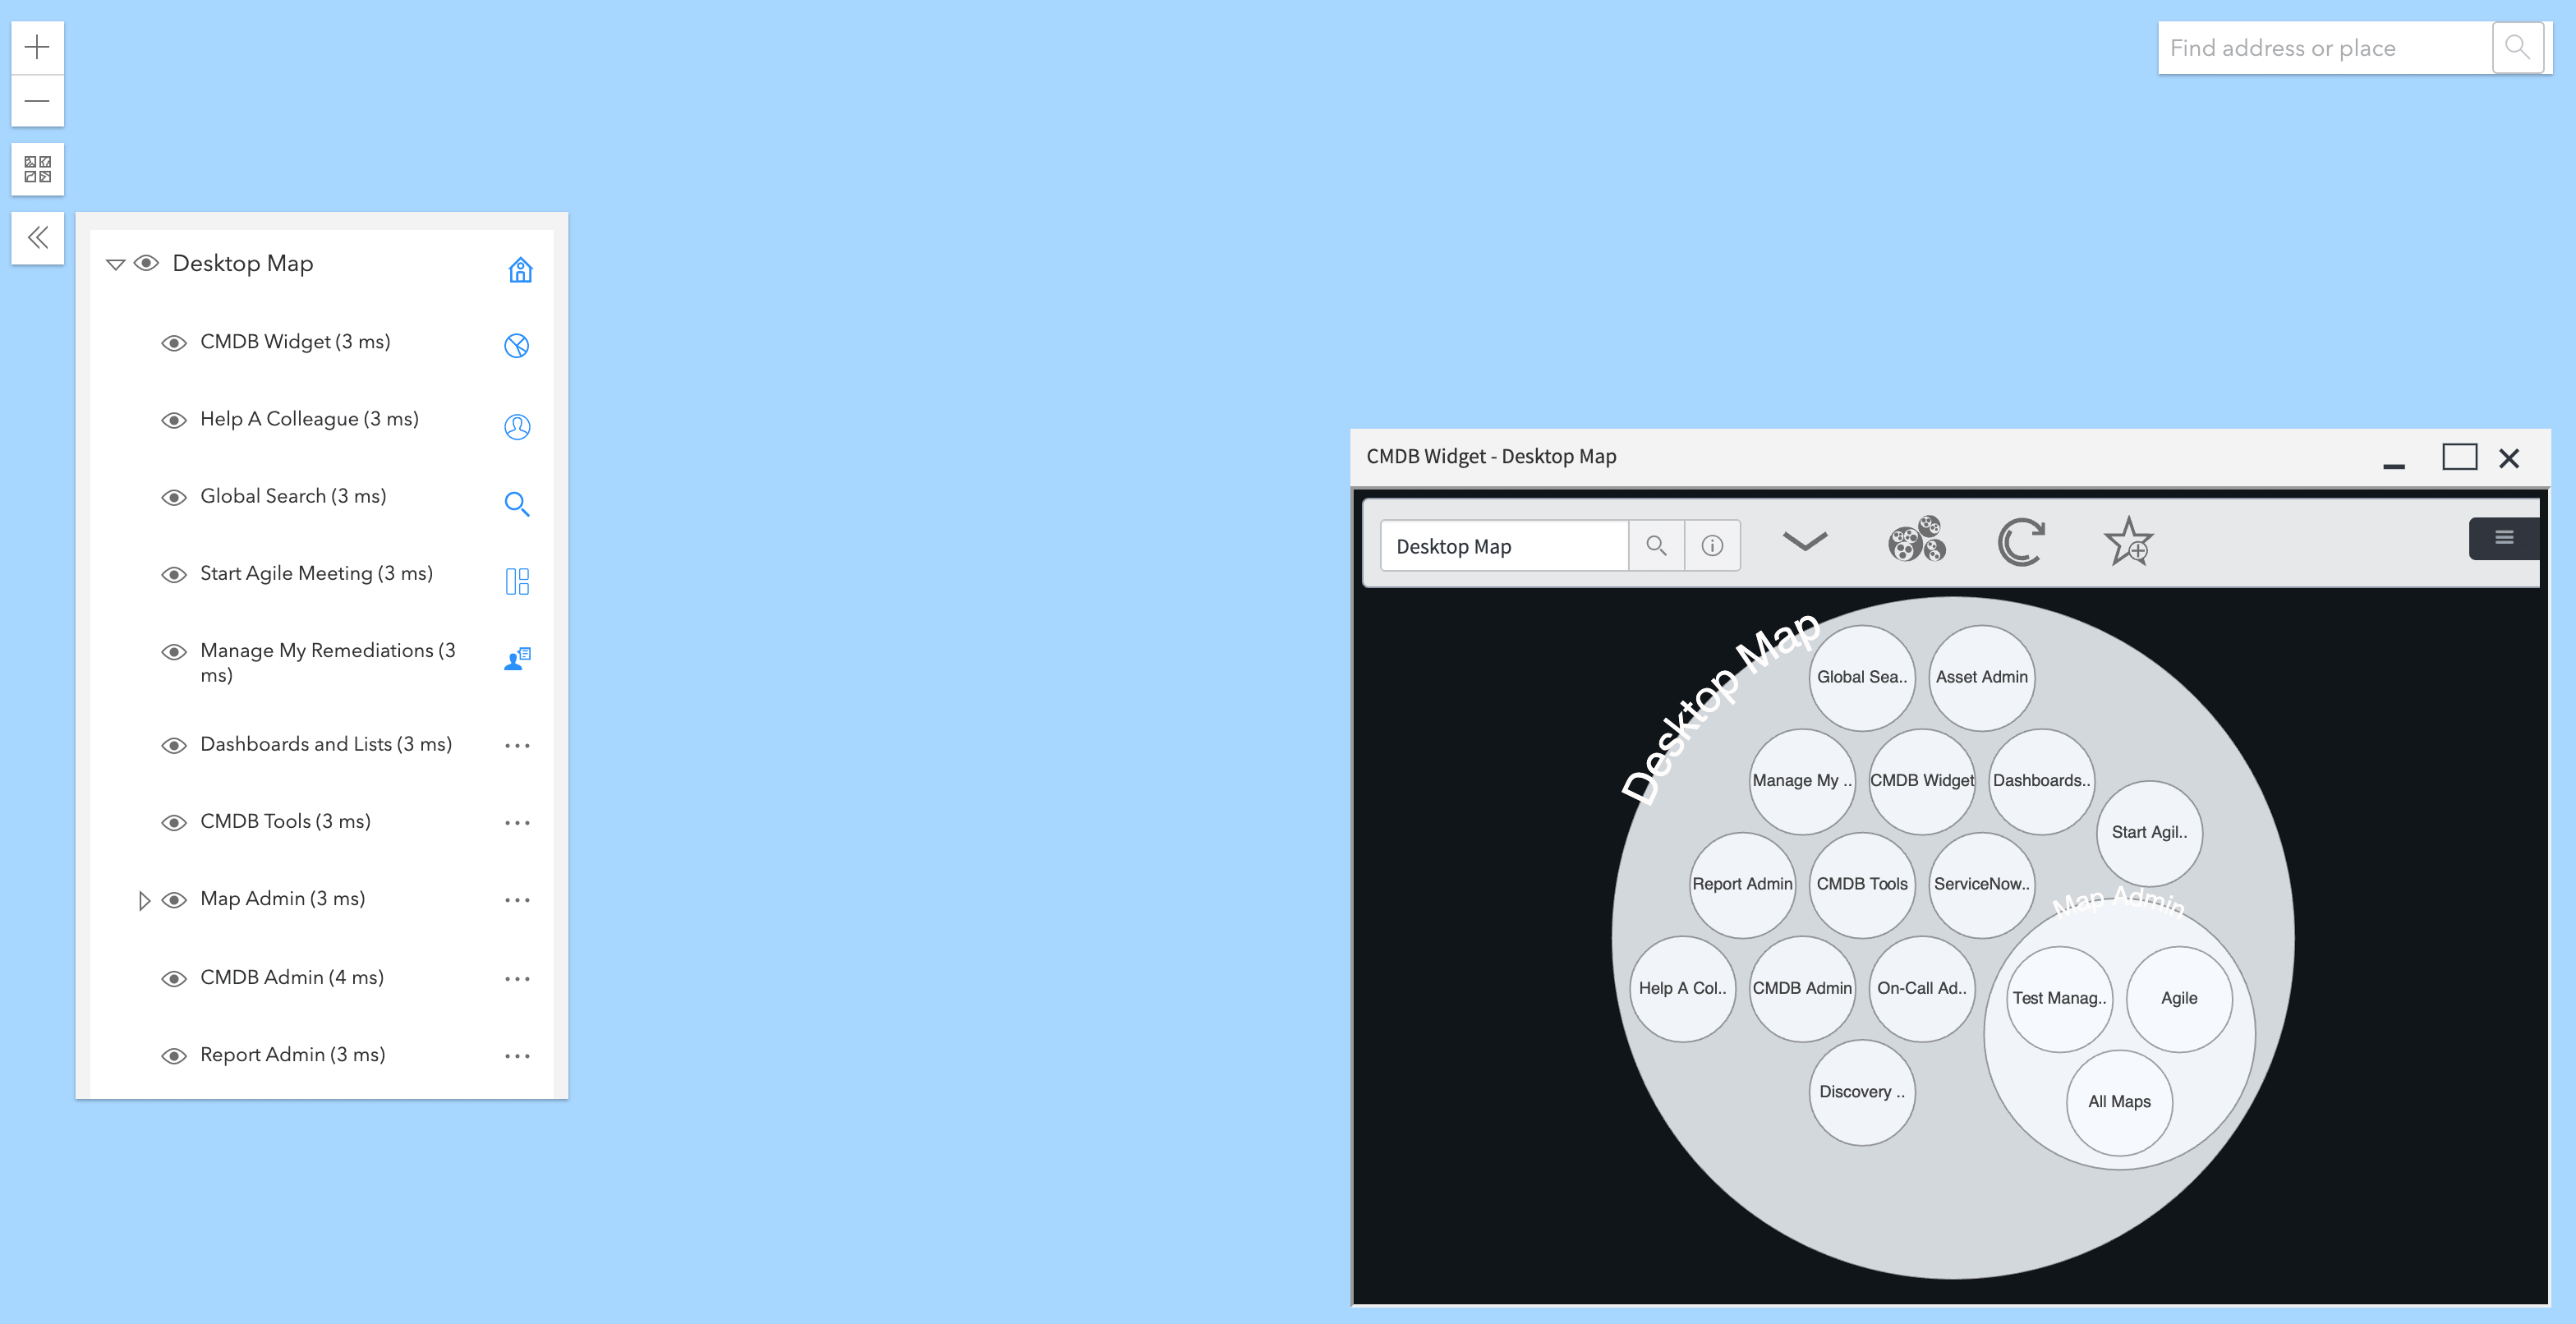 Find address or place
Desktop Map
CMDB Widget (3 ms)
Help A Colleague (3 ms)
Global Search (3 ms)
Start Agile Meeting (3 ms)
Manage My Remediations (3
ms)
Dashboards and Lists (3 ms)
CMDB Tools (3 ms)
Map Admin (3 ms)
CMDB Admin (4 ms)
Report Admin (3 ms)
CMDB Widget - Desktop Map
Desktop Map
Desktop Map
Global Sea..
Asset Admin
Manage My ..
CMDB Widget
Dashboards..
Start Agil..
Report Admin
CMDB Tools
ServiceNow..
Map Admin
Help A Col..
CMDB Admin
On-Call Ad..
Test Manag..
Agile
Discovery ..
All Maps